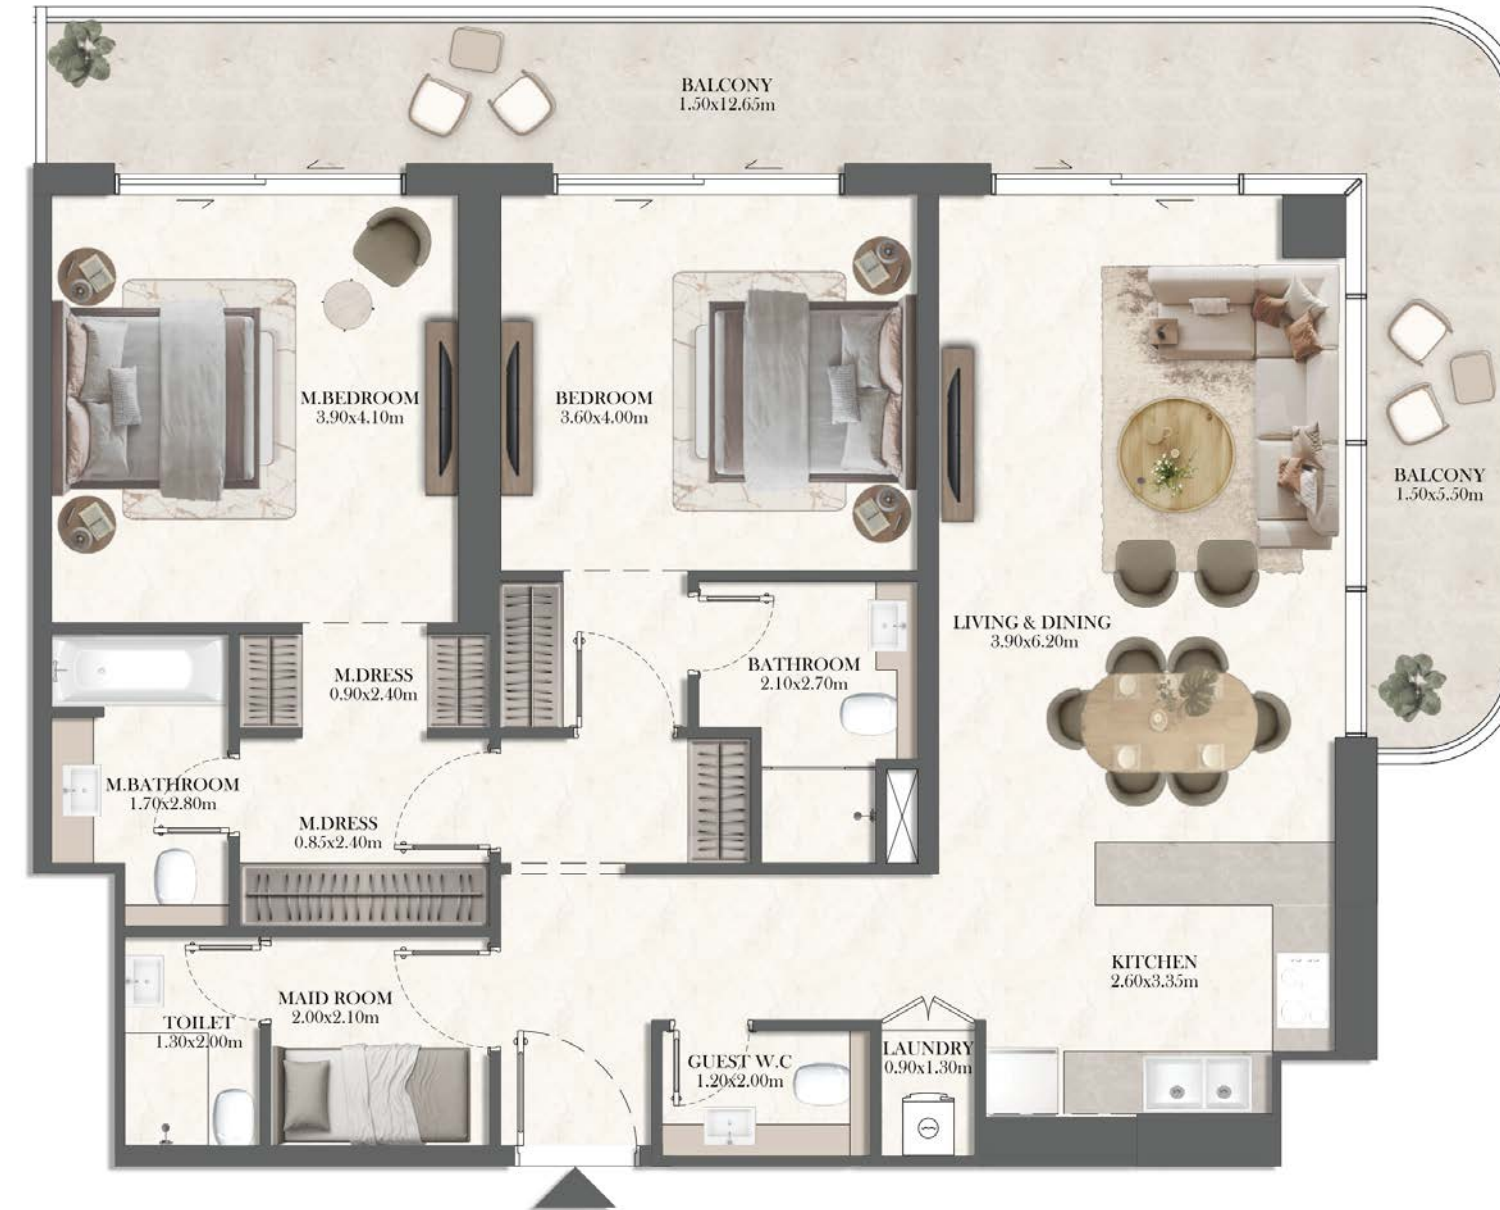 BALCONY
1.50x12.65m
M.BEDROOM
3.90x4.10m
BEDROOM
3.60x4.00m
BALCONY
1.50x5.50m
LIVING & DINING
3.90x6.20m
M.DRESS
0.90x2.40m
BATHROOM
2.10x2.70m
M.BATHROOM
1.70x2.80m
M.DRESS
0.85x2.40m
KITCHEN
2.60x3.35m
MAID ROOM
2.00x2.10m
TOILET
1.30x2.00m
GUEST W.C
1.20x2.00m
LAUNDRY
0.90x1.30m